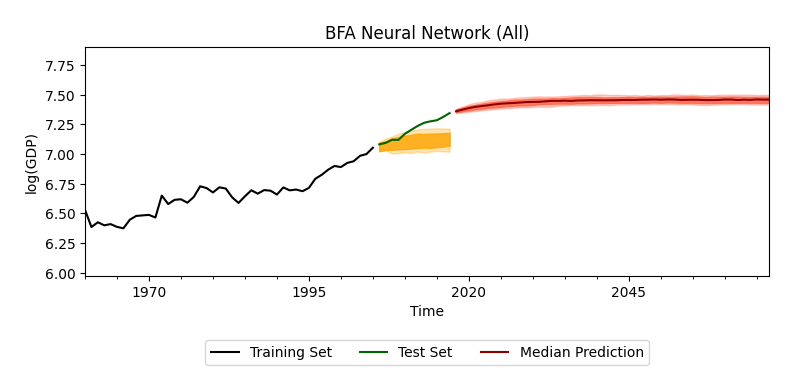 BFA Neural Network (All)
log(GDP)
7.75
7.50
7.25
7.00
6.75
6.50
6.25
6.00
1970 1995 2020 2045
Time
Training Set Test Set Median Prediction